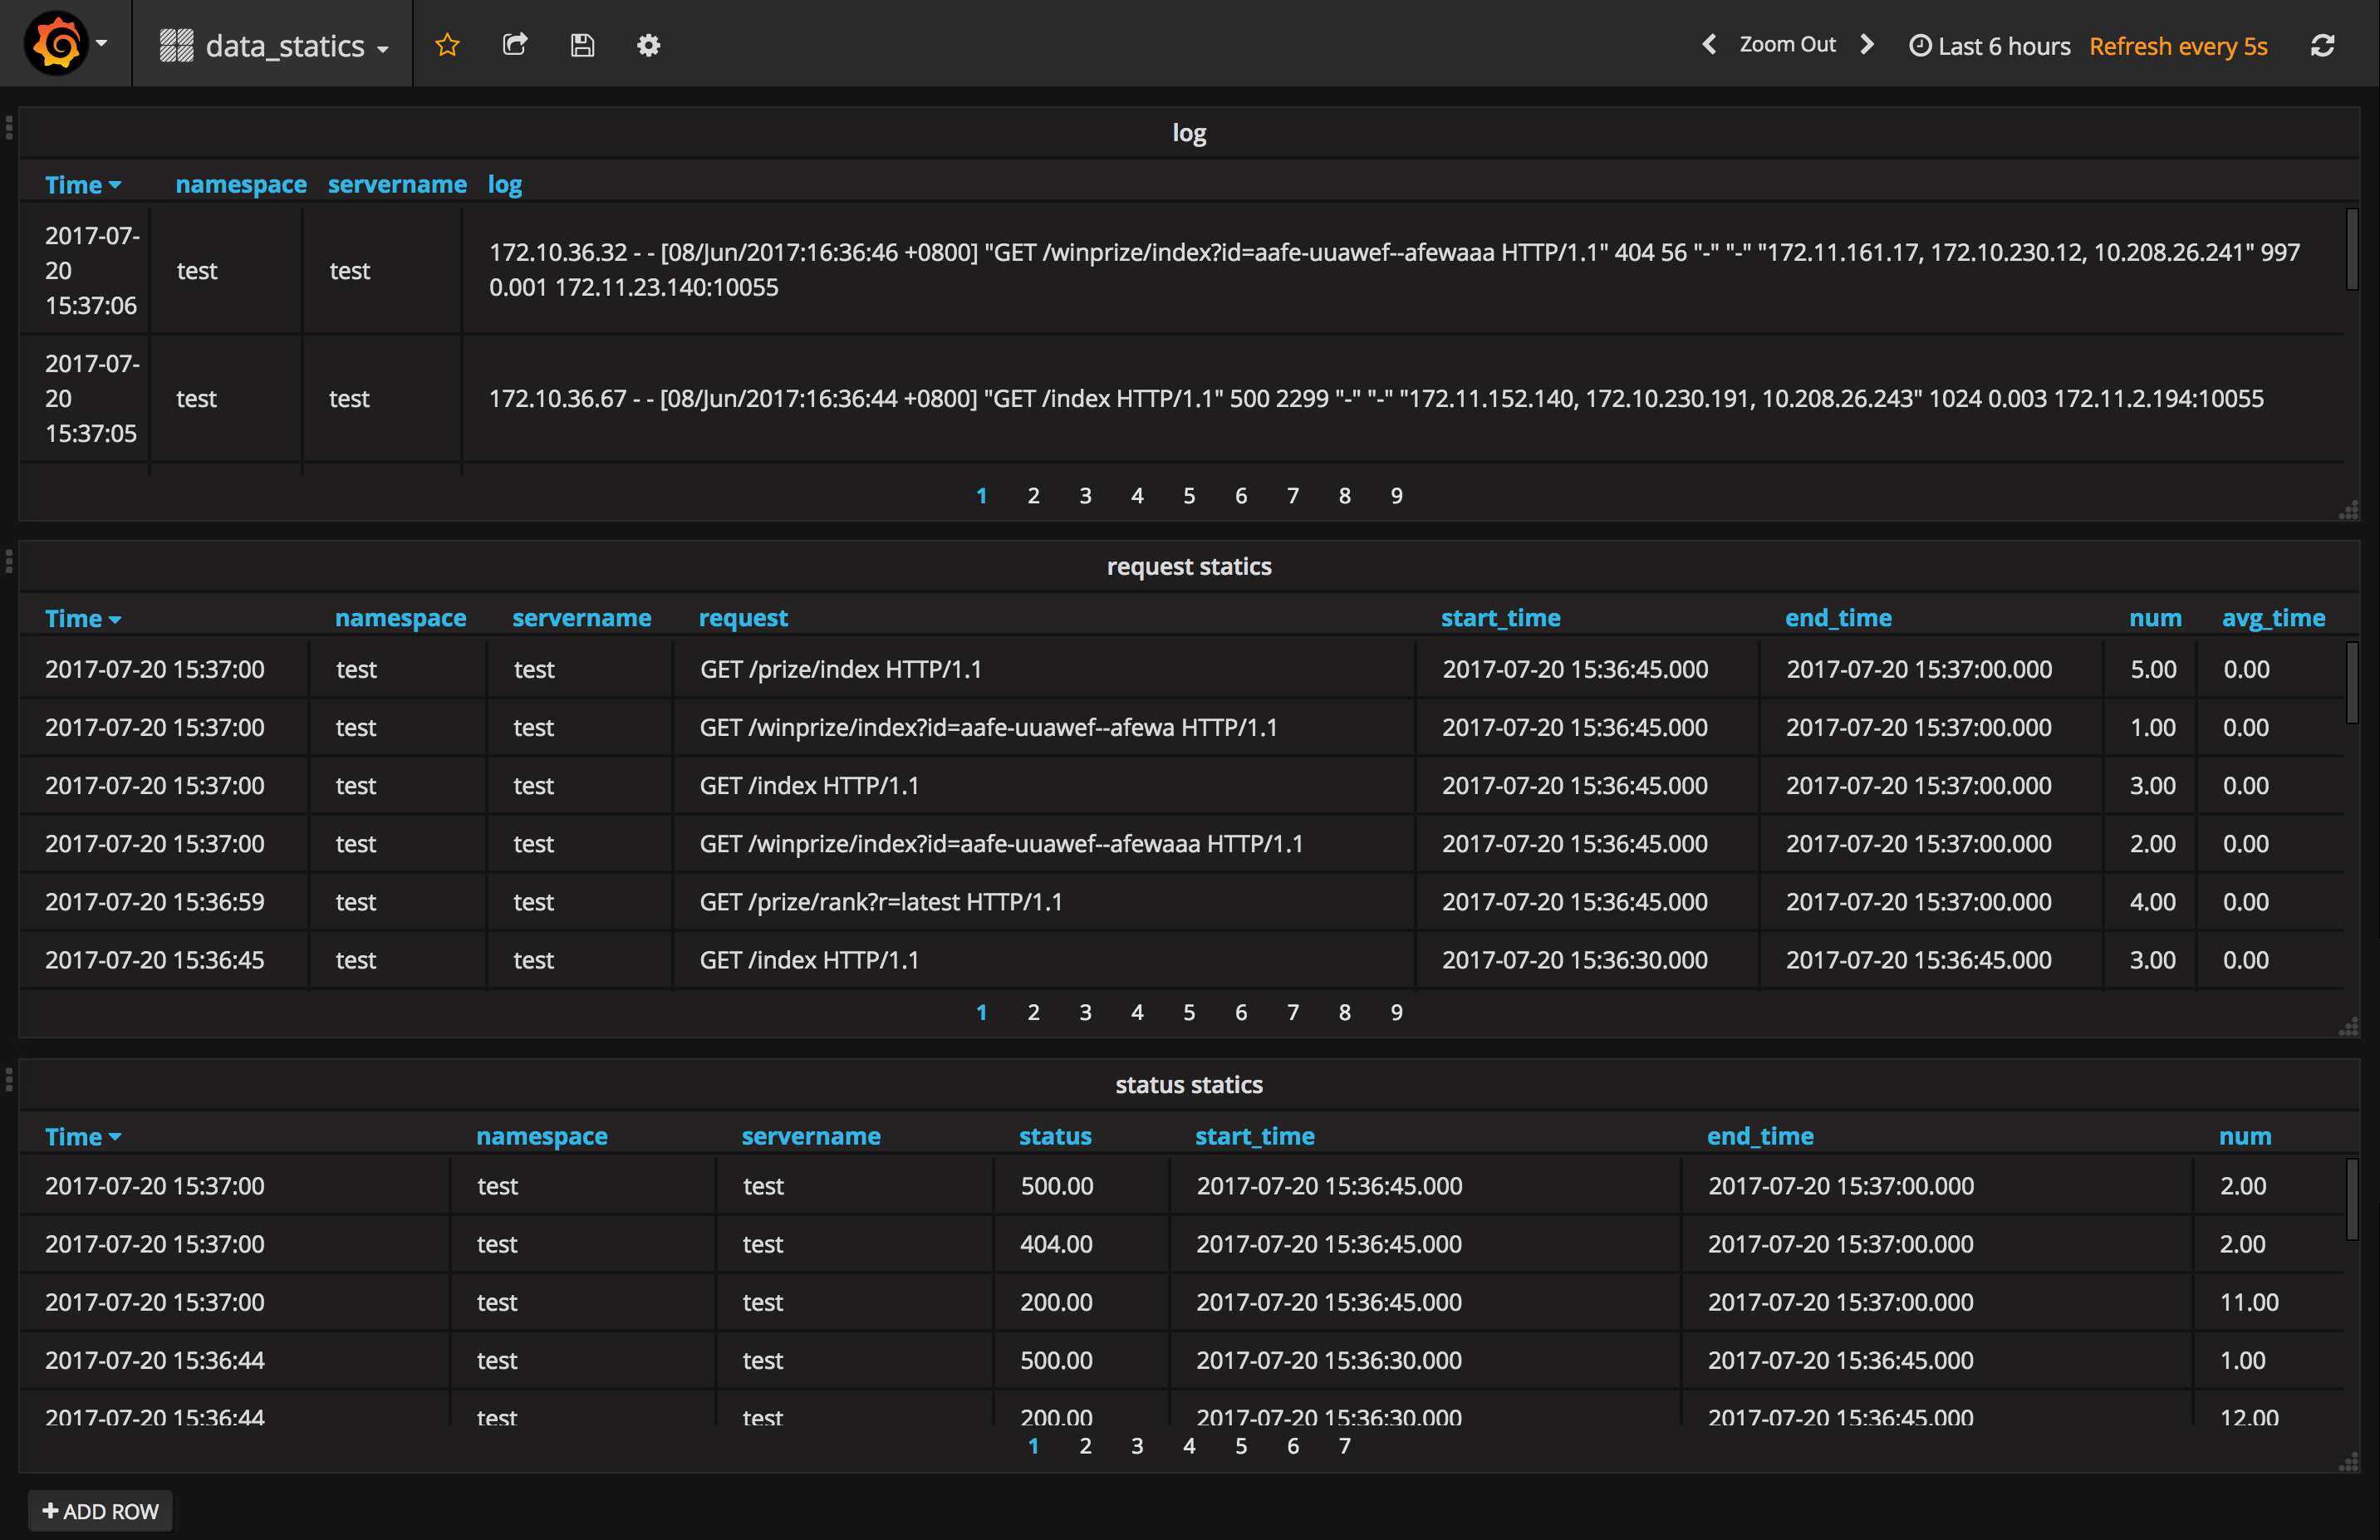 data_statics
Zoom Out
Last 6 hours
Refresh every 5s
log
Time namespace servername log
2017-07-20 15:37:06 test test 172.10.36.32 - - [08/Jun/2017:16:36:46 +0800] "GET /winprize/index?id=aafe-uuawef--afewaaa HTTP/1.1" 404 56 "-" "-" "172.11.161.17, 172.10.230.12, 10.208.26.241" 997
0.001 172.11.23.140:10055
2017-07-20 15:37:05 test test 172.10.36.67 - - [08/Jun/2017:16:36:44 +0800] "GET /index HTTP/1.1" 500 2299 "-" "-" "172.11.152.140, 172.10.230.191, 10.208.26.243" 1024 0.003 172.11.2.194:10055
1 2 3 4 5 6 7 8 9
request statics
Time namespace servername request start_time end_time num avg_time
2017-07-20 15:37:00 test test GET /prize/index HTTP/1.1 2017-07-20 15:36:45.000 2017-07-20 15:37:00.000 5.00 0.00
2017-07-20 15:37:00 test test GET /winprize/index?id=aafe-uuawef--afewa HTTP/1.1 2017-07-20 15:36:45.000 2017-07-20 15:37:00.000 1.00 0.00
2017-07-20 15:37:00 test test GET /index HTTP/1.1 2017-07-20 15:36:45.000 2017-07-20 15:37:00.000 3.00 0.00
2017-07-20 15:37:00 test test GET /winprize/index?id=aafe-uuawef--afewaaa HTTP/1.1 2017-07-20 15:36:45.000 2017-07-20 15:37:00.000 2.00 0.00
2017-07-20 15:36:59 test test GET /prize/rank?r=latest HTTP/1.1 2017-07-20 15:36:45.000 2017-07-20 15:37:00.000 4.00 0.00
2017-07-20 15:36:45 test test GET /index HTTP/1.1 2017-07-20 15:36:30.000 2017-07-20 15:36:45.000 3.00 0.00
1 2 3 4 5 6 7 8 9
status statics
Time namespace servername status start_time end_time num
2017-07-20 15:37:00 test test 500.00 2017-07-20 15:36:45.000 2017-07-20 15:37:00.000 2.00
2017-07-20 15:37:00 test test 404.00 2017-07-20 15:36:45.000 2017-07-20 15:37:00.000 2.00
2017-07-20 15:37:00 test test 200.00 2017-07-20 15:36:45.000 2017-07-20 15:37:00.000 11.00
2017-07-20 15:36:44 test test 500.00 2017-07-20 15:36:30.000 2017-07-20 15:36:45.000 1.00
2017-07-20 15:36:44 test test 200.00 2017-07-20 15:36:30.000 2017-07-20 15:36:45.000 12.00
1 2 3 4 5 6 7
+ ADD ROW